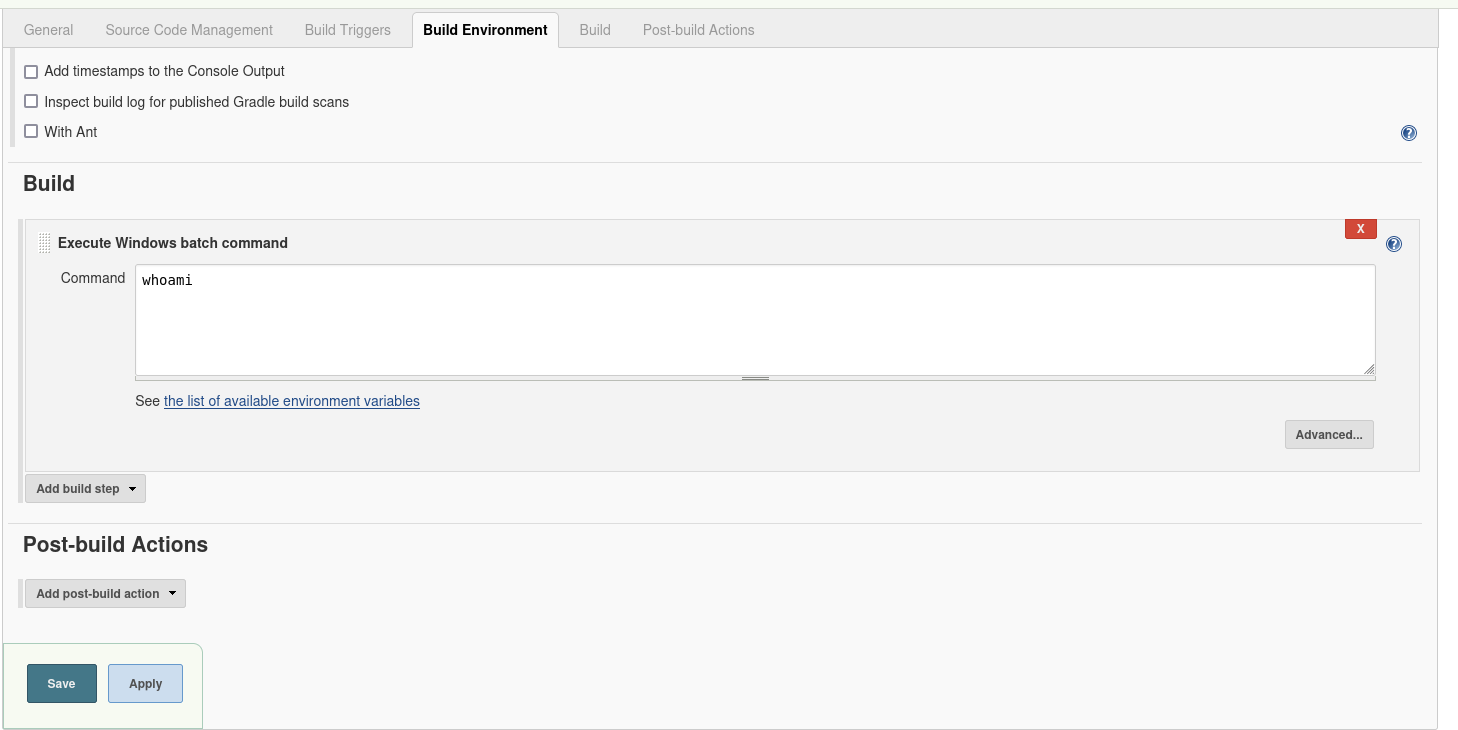 General Source Code Management Build Triggers Build Environment Build Post-build Actions
Add timestamps to the Console Output
Inspect build log for published Gradle build scans
With Ant
?
Build
X
Execute Windows batch command
?
Command
whoami
See the list of available environment variables
Advanced...
Add build step
Post-build Actions
Add post-build action
Save Apply